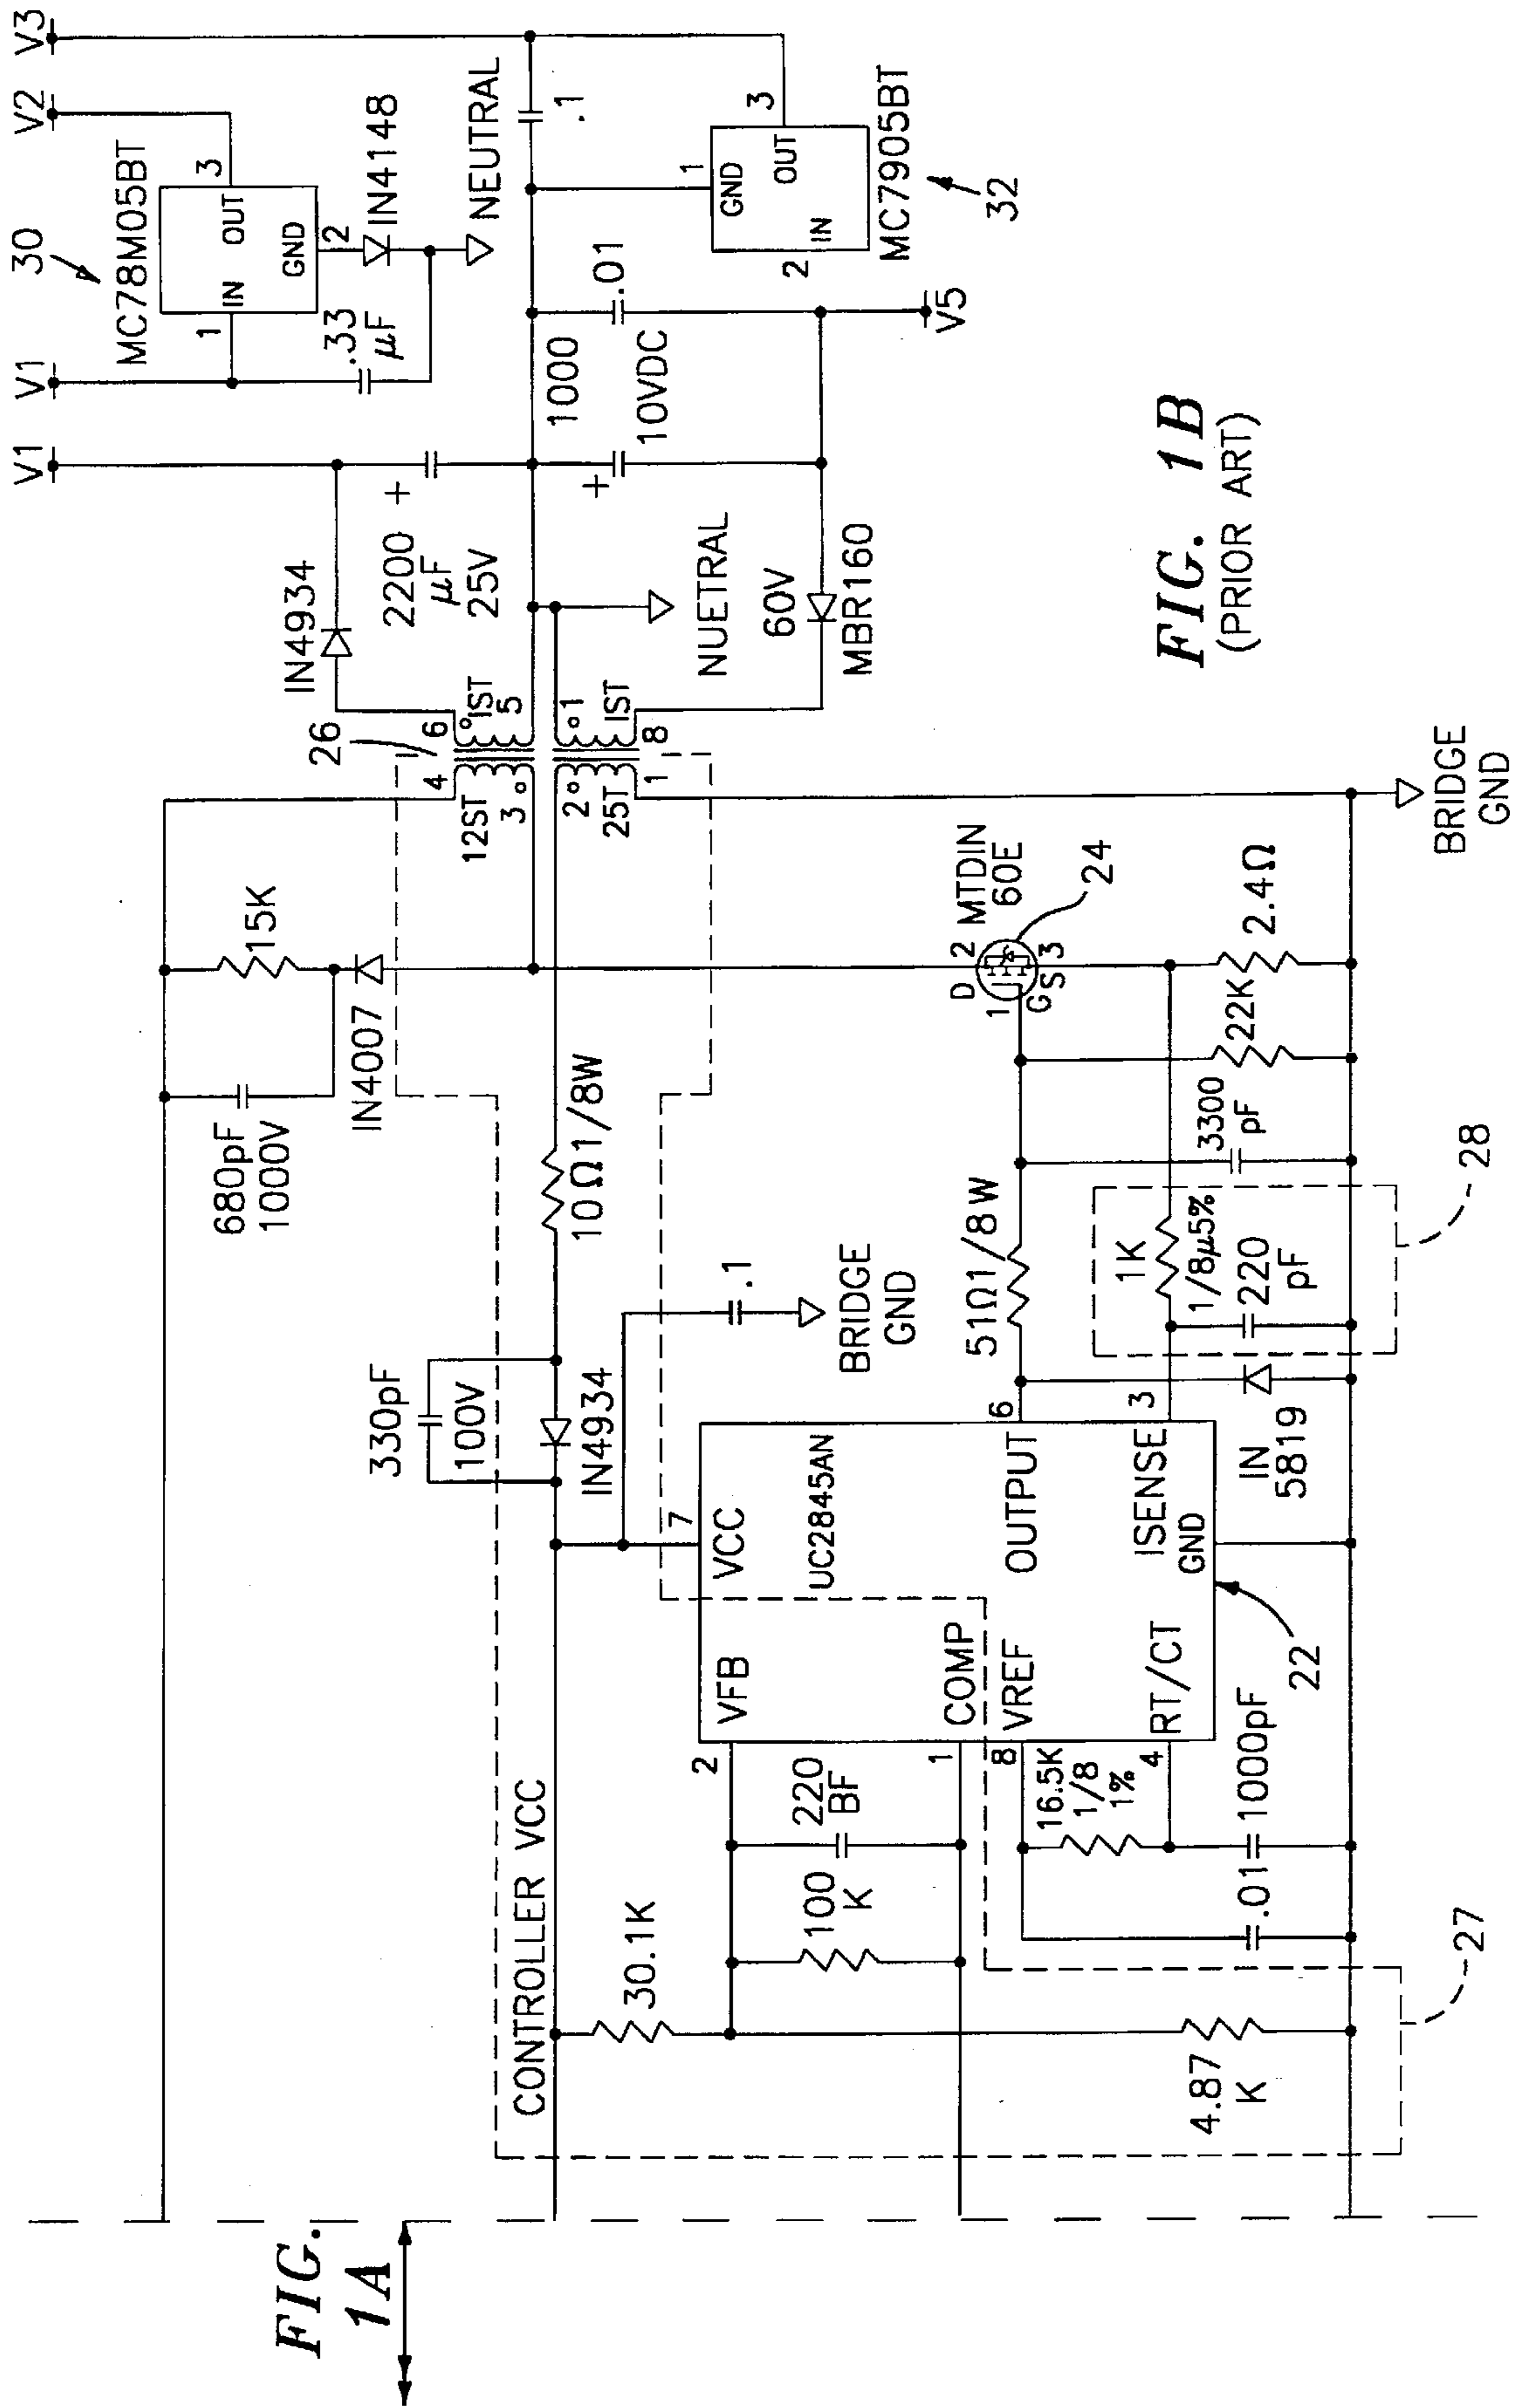 V1
V1
V2
V3
30
MC78M05BT
1
IN
OUT
3
GND
2
.33
μF
IN4148
NEUTRAL
IN4934
2200
μF
25V
+
1000
10VDC
+
.01
.1
1
GND
OUT
3
2
IN
MC7905BT
32
V5
NUETRAL
60V
MBR160
26
4
6
12ST
IST
3
5
2
1
25T
IST
1
8
15K
680pF
1000V
IN4007
10Ω1/8W
330pF
100V
IN4934
.1
BRIDGE
GND
MTDIN
60E
D
2
1
G
S
3
24
2.4Ω
22K
3300
pF
51Ω1/8W
1K
1/8μ5%
220
pF
28
BRIDGE
GND
CONTROLLER VCC
7
VCC
UC2845AN
VFB
2
COMP
1
VREF
8
RT/CT
4
OUTPUT
6
ISENSE
3
GND
22
IN
5819
220
BF
100
K
30.1K
16.5K
1/8
1%
1000pF
.01
4.87
K
27
FIG.
1A
FIG. 1B
(PRIOR ART)